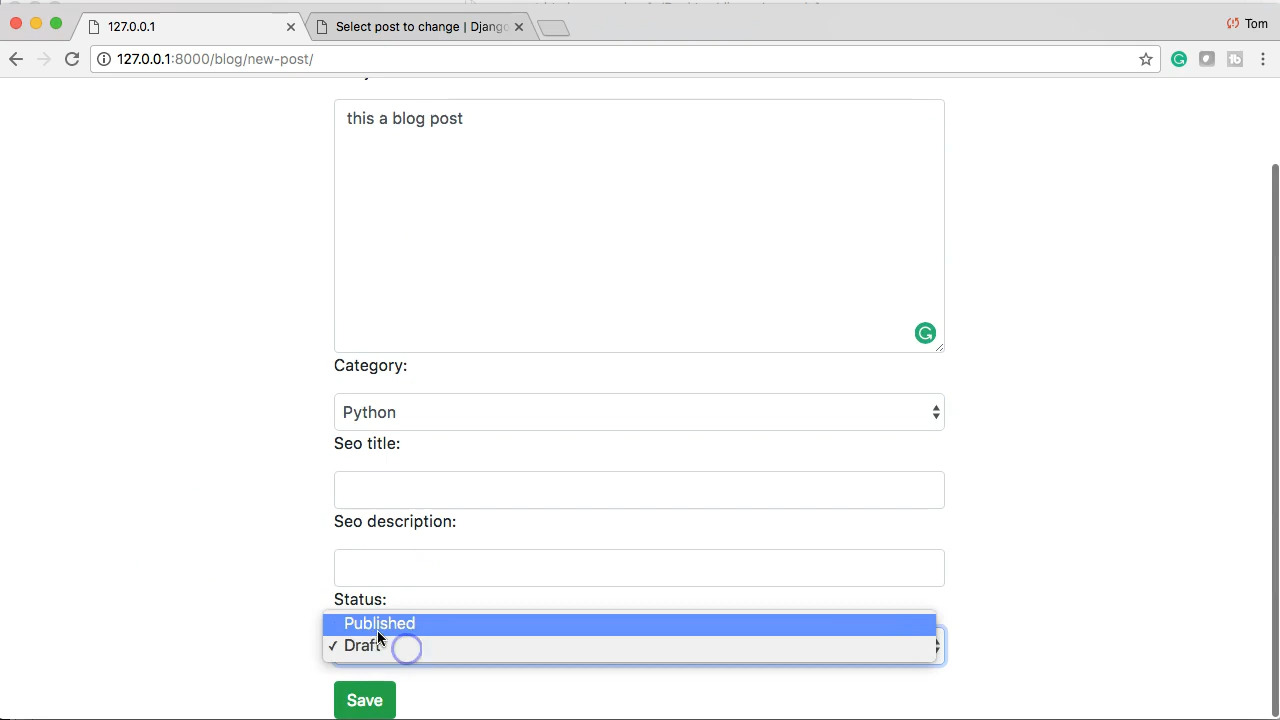 127.0.0.1
Select post to change | Django
Tom
127.0.0.1:8000/blog/new-post/
this a blog post
Category:
Python
Seo title:
Seo description:
Status:
Published
✓ Draft
Save